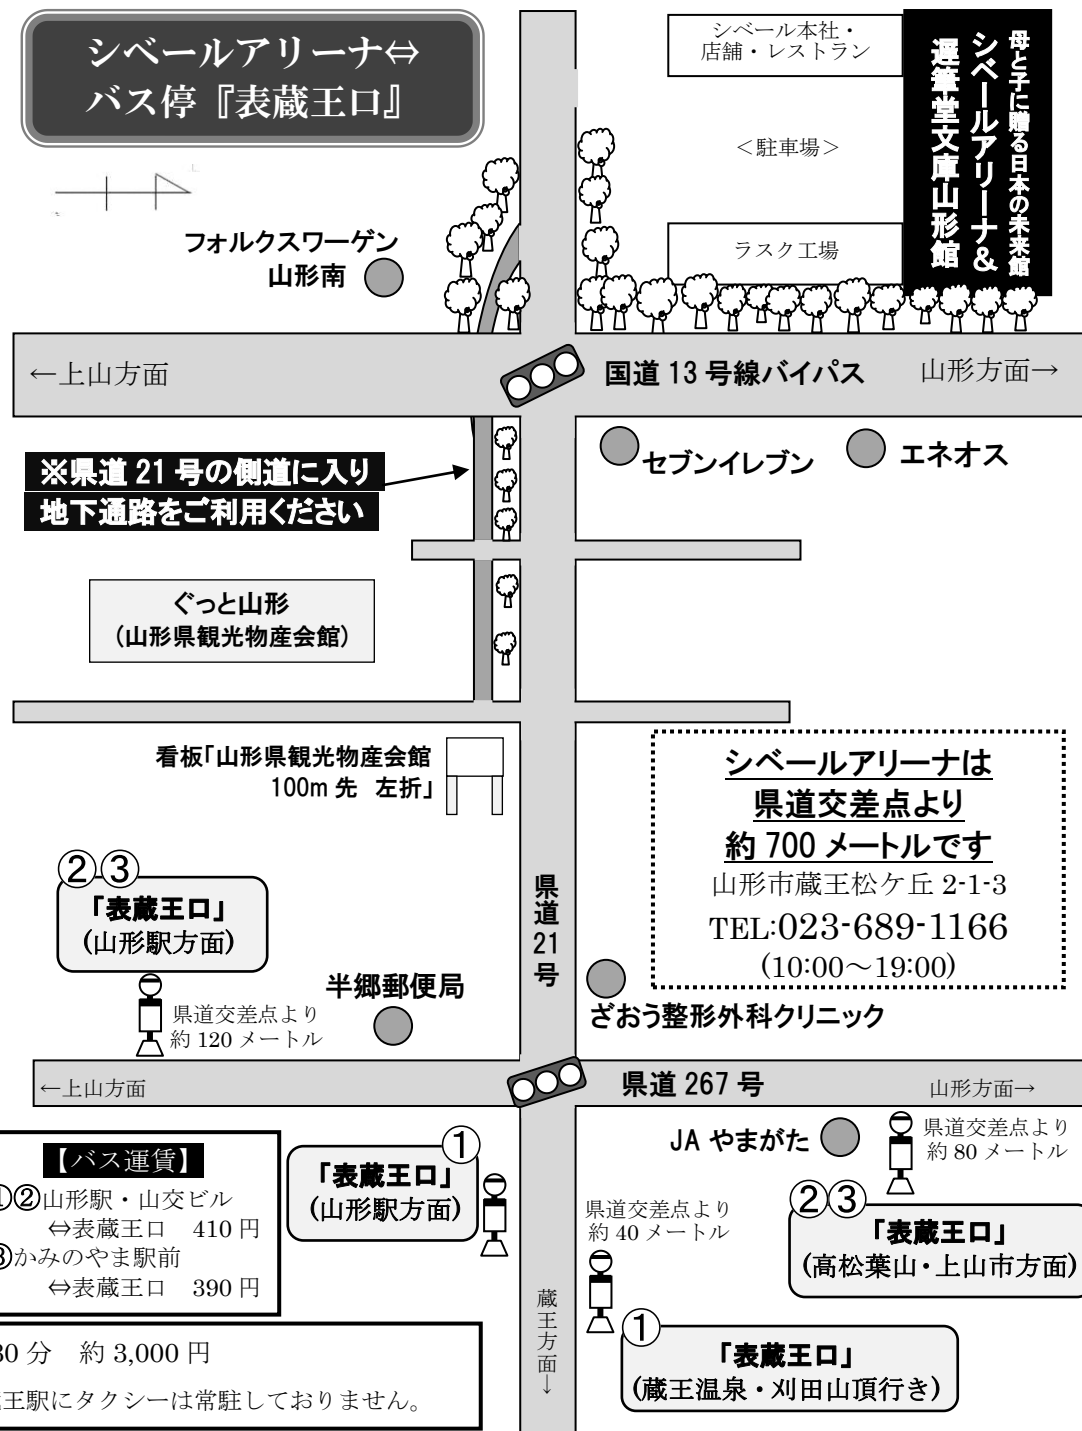 シベールアリーナ⇔
バス停『表蔵王口』
シベール本社・
店舗・レストラン
＜駐車場＞
ラスク工場
母と子に贈る日本の未来館
シベールアリーナ＆
遅筆堂文庫山形館
フォルクスワーゲン
山形南
←上山方面
国道 13 号線バイパス
山形方面→
※県道 21 号の側道に入り
地下通路をご利用ください
セブンイレブン
エネオス
ぐっと山形
(山形県観光物産会館)
看板「山形県観光物産会館
100m 先 左折」
シベールアリーナは
県道交差点より
約 700 メートルです
山形市蔵王松ケ丘 2-1-3
TEL:023-689-1166
(10:00～19:00)
県道21号
②③
「表蔵王口」
(山形駅方面)
県道交差点より
約 120 メートル
半郷郵便局
ざおう整形外科クリニック
←上山方面
県道 267 号
山形方面→
【バス運賃】
①②山形駅・山交ビル
⇔表蔵王口 410 円
③かみのやま駅前
⇔表蔵王口 390 円
①
「表蔵王口」
(山形駅方面)
JA やまがた
県道交差点より
約 80 メートル
県道交差点より
約 40 メートル
②③
「表蔵王口」
(高松葉山・上山市方面)
蔵王方面→
①
「表蔵王口」
(蔵王温泉・刈田山頂行き)
30 分 約 3,000 円
王駅にタクシーは常駐しておりません。